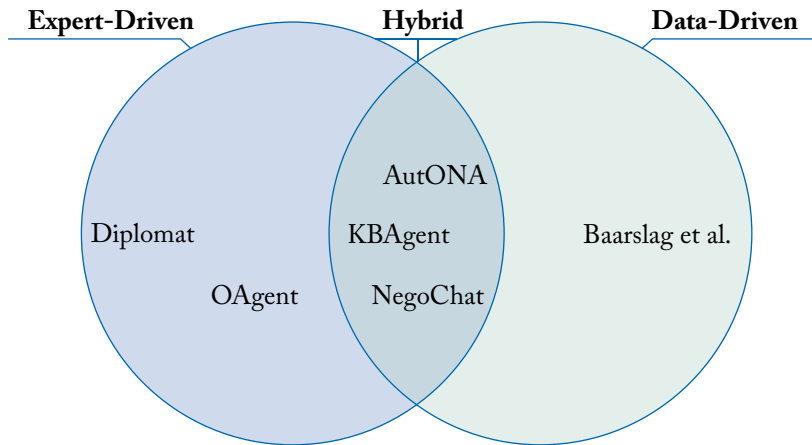 Expert-Driven
Hybrid
Data-Driven
AutONA
Diplomat
KBAgent
Baarslag et al.
OAgent
NegoChat